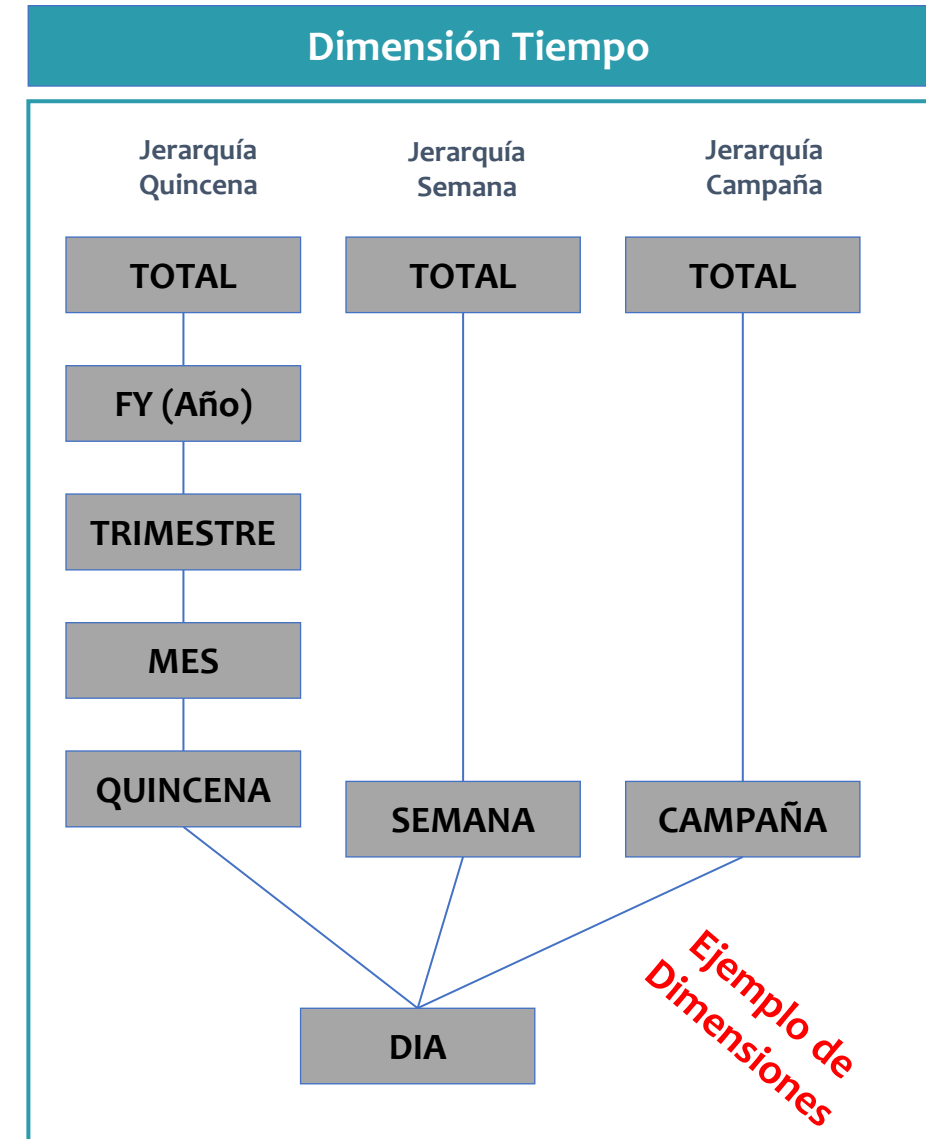 Dimensión Tiempo
Jerarquía
Quincena
Jerarquía
Semana
Jerarquía
Campaña
TOTAL
TOTAL
TOTAL
FY (Año)
TRIMESTRE
MES
QUINCENA
SEMANA
CAMPAÑA
DIA
Ejemplo de
Dimensiones